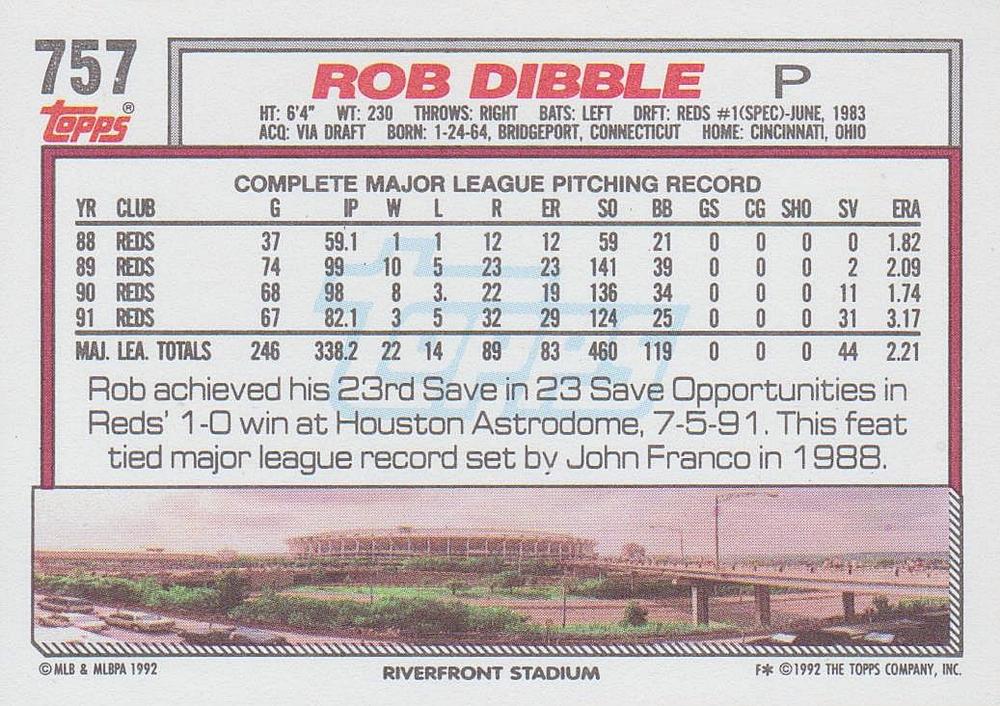 757
Topps®
ROB DIBBLE P
HT: 6'4" WT: 230 THROWS: RIGHT BATS: LEFT DRFT: REDS #1(SPEC)-JUNE, 1983
ACQ: VIA DRAFT BORN: 1-24-64, BRIDGEPORT, CONNECTICUT HOME: CINCINNATI, OHIO
COMPLETE MAJOR LEAGUE PITCHING RECORD
YR CLUB G IP W L R ER SO BB GS CG SHO SV ERA
88 REDS 37 59.1 1 1 12 12 59 21 0 0 0 0 1.82
89 REDS 74 99 10 5 23 23 141 39 0 0 0 2 2.09
90 REDS 68 98 8 3. 22 19 136 34 0 0 0 11 1.74
91 REDS 67 82.1 3 5 32 29 124 25 0 0 0 31 3.17
MAJ. LEA. TOTALS 246 338.2 22 14 89 83 460 119 0 0 0 44 2.21
Topps
Rob achieved his 23rd Save in 23 Save Opportunities in
Reds' 1-0 win at Houston Astrodome, 7-5-91. This feat
tied major league record set by John Franco in 1988.
© MLB & MLBPA 1992 RIVERFRONT STADIUM F* ©1992 THE TOPPS COMPANY, INC.